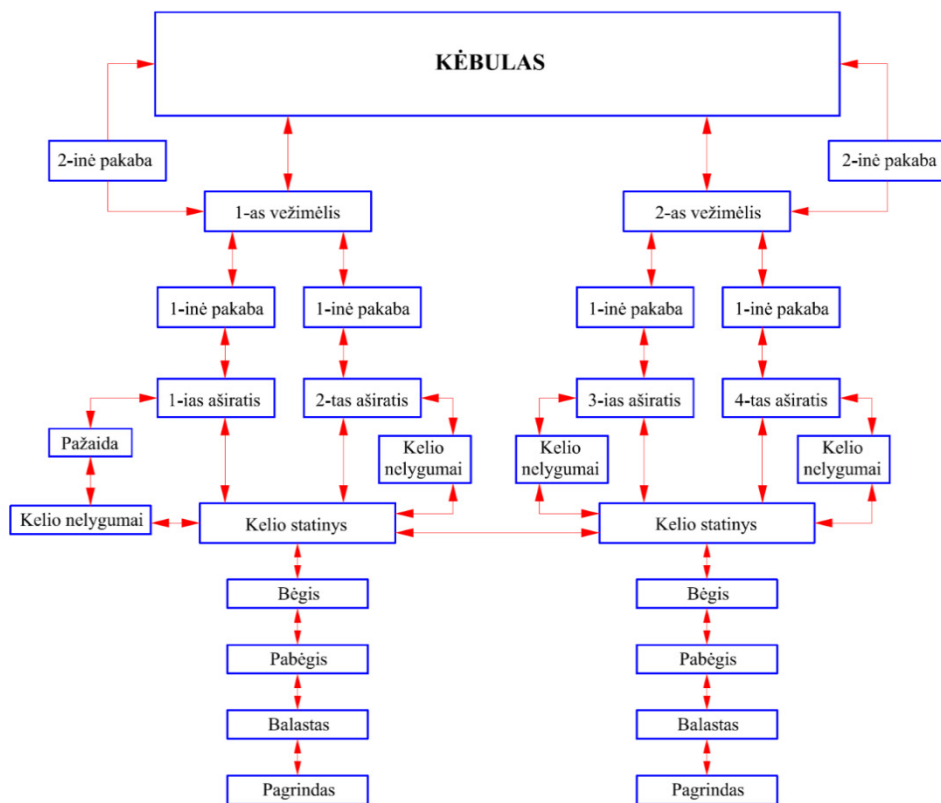 KĖBULAS
2-inė pakaba
2-inė pakaba
1-as vežimėlis
2-as vežimėlis
1-inė pakaba
1-inė pakaba
1-inė pakaba
1-inė pakaba
1-ias aširatis
2-tas aširatis
3-ias aširatis
4-tas aširatis
Pažaida
Kelio
nelygumai
Kelio
nelygumai
Kelio
nelygumai
Kelio nelygumai
Kelio statinys
Kelio statinys
Bėgis
Bėgis
Pabėgis
Pabėgis
Balastas
Balastas
Pagrindas
Pagrindas